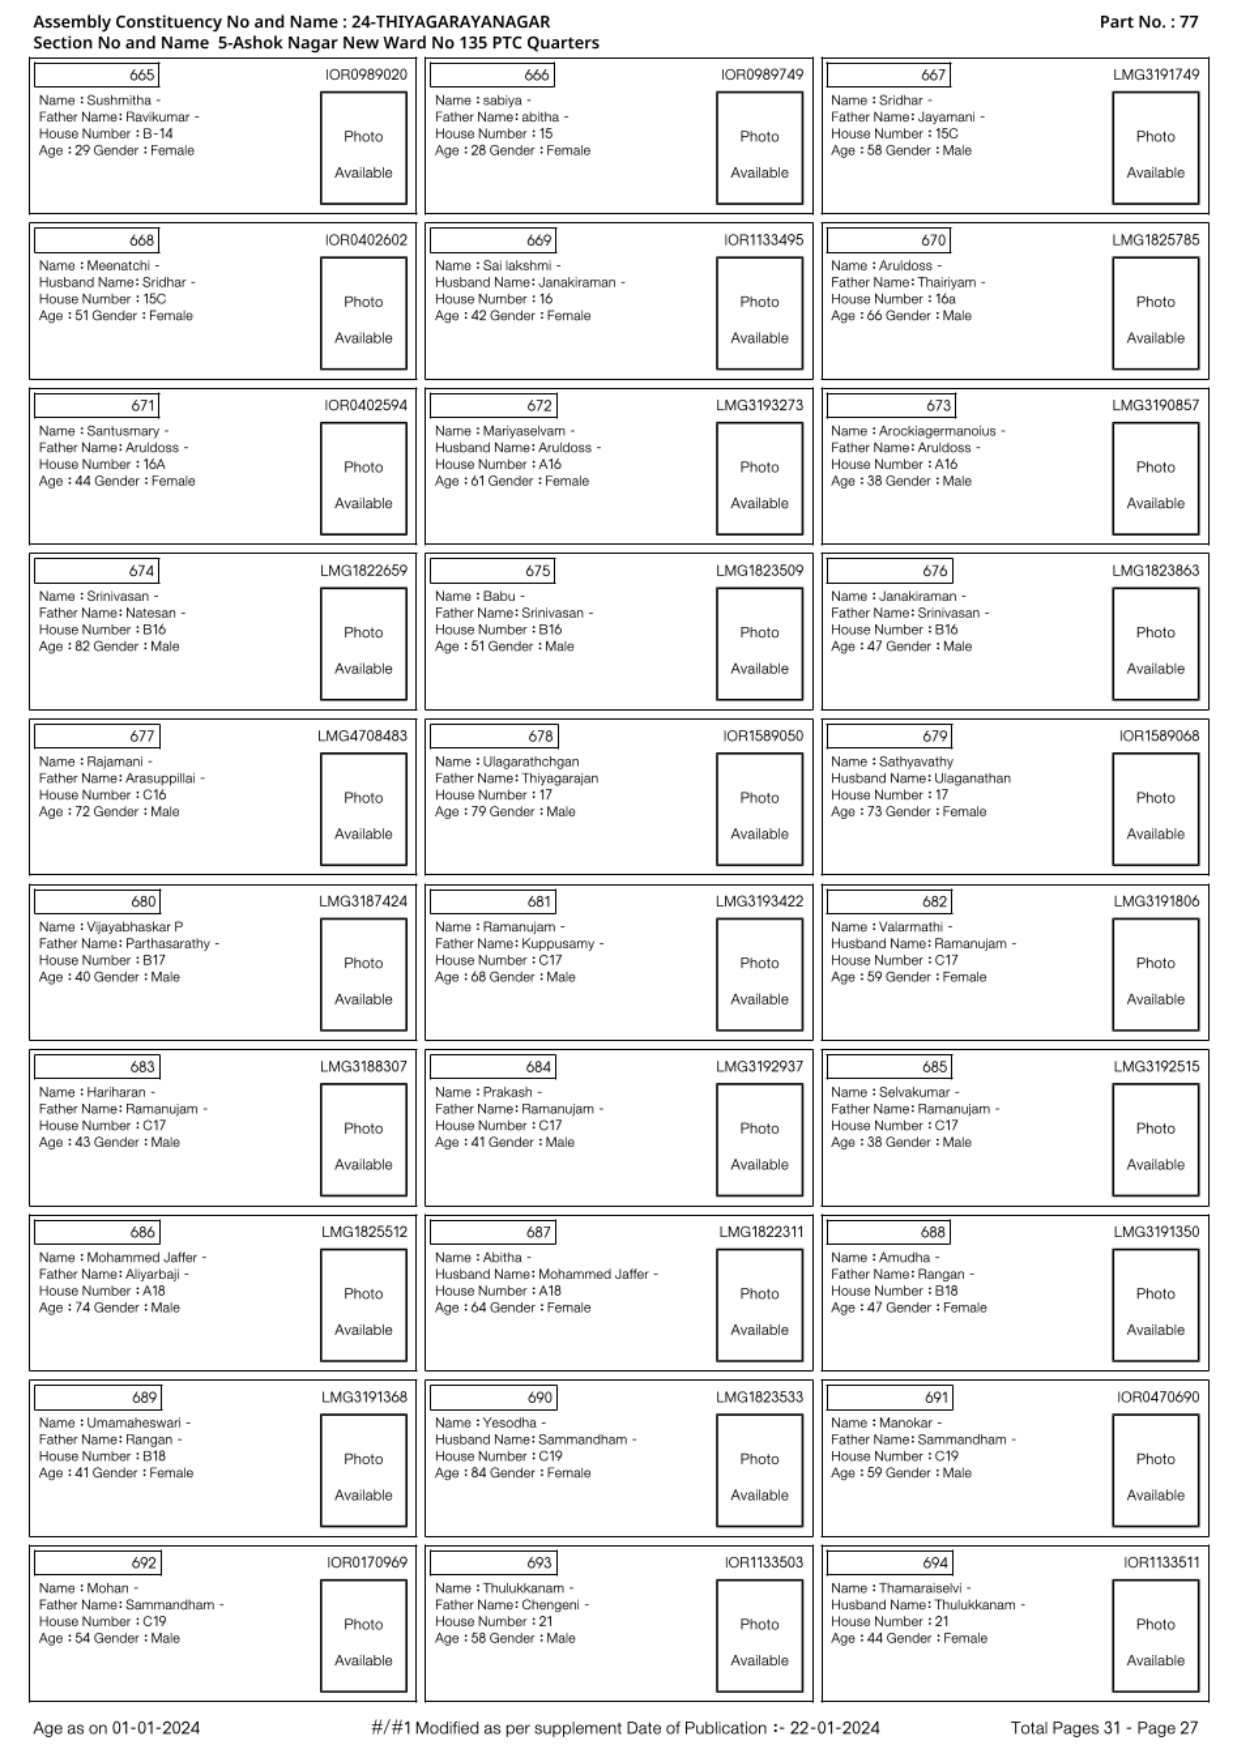 Assembly Constituency No and Name : 24-THIYAGARAYANAGAR
Part No. : 77
Section No and Name 5-Ashok Nagar New Ward No 135 PTC Quarters
665
IOR0989020
Name : Sushmitha -
Father Name: Ravikumar -
House Number : B-14
Age : 29 Gender : Female
Photo
Available
666
IOR0989749
Name : sabiya -
Father Name: abitha -
House Number : 15
Age : 28 Gender : Female
Photo
Available
667
LMG3191749
Name : Sridhar -
Father Name: Jayamani -
House Number : 15C
Age : 58 Gender : Male
Photo
Available
668
IOR0402602
Name : Meenatchi -
Husband Name: Sridhar -
House Number : 15C
Age : 51 Gender : Female
Photo
Available
669
IOR1133495
Name : Sai lakshmi -
Husband Name: Janakiraman -
House Number : 16
Age : 42 Gender : Female
Photo
Available
670
LMG1825785
Name : Aruldoss -
Father Name: Thairiyam -
House Number : 16a
Age : 66 Gender : Male
Photo
Available
671
IOR0402594
Name : Santusmary -
Father Name: Aruldoss -
House Number : 16A
Age : 44 Gender : Female
Photo
Available
672
LMG3193273
Name : Mariyaselvam -
Husband Name: Aruldoss -
House Number : A16
Age : 61 Gender : Female
Photo
Available
673
LMG3190857
Name : Arockiagermanoius -
Father Name: Aruldoss -
House Number : A16
Age : 38 Gender : Male
Photo
Available
674
LMG1822659
Name : Srinivasan -
Father Name: Natesan -
House Number : B16
Age : 82 Gender : Male
Photo
Available
675
LMG1823509
Name : Babu -
Father Name: Srinivasan -
House Number : B16
Age : 51 Gender : Male
Photo
Available
676
LMG1823863
Name : Janakiraman -
Father Name: Srinivasan -
House Number : B16
Age : 47 Gender : Male
Photo
Available
677
LMG4708483
Name : Rajamani -
Father Name: Arasuppillai -
House Number : C16
Age : 72 Gender : Male
Photo
Available
678
IOR1589050
Name : Ulagarathchgan
Father Name: Thiyagarajan
House Number : 17
Age : 79 Gender : Male
Photo
Available
679
IOR1589068
Name : Sathyavathy
Husband Name: Ulaganathan
House Number : 17
Age : 73 Gender : Female
Photo
Available
680
LMG3187424
Name : Vijayabhaskar P
Father Name: Parthasarathy -
House Number : B17
Age : 40 Gender : Male
Photo
Available
681
LMG3193422
Name : Ramanujam -
Father Name: Kuppusamy -
House Number : C17
Age : 68 Gender : Male
Photo
Available
682
LMG3191806
Name : Valarmathi -
Husband Name: Ramanujam -
House Number : C17
Age : 59 Gender : Female
Photo
Available
683
LMG3188307
Name : Hariharan -
Father Name: Ramanujam -
House Number : C17
Age : 43 Gender : Male
Photo
Available
684
LMG3192937
Name : Prakash -
Father Name: Ramanujam -
House Number : C17
Age : 41 Gender : Male
Photo
Available
685
LMG3192515
Name : Selvakumar -
Father Name: Ramanujam -
House Number : C17
Age : 38 Gender : Male
Photo
Available
686
LMG1825512
Name : Mohammed Jaffer -
Father Name: Aliyarbaji -
House Number : A18
Age : 74 Gender : Male
Photo
Available
687
LMG1822311
Name : Abitha -
Husband Name: Mohammed Jaffer -
House Number : A18
Age : 64 Gender : Female
Photo
Available
688
LMG3191350
Name : Amudha -
Father Name: Rangan -
House Number : B18
Age : 47 Gender : Female
Photo
Available
689
LMG3191368
Name : Umamaheswari -
Father Name: Rangan -
House Number : B18
Age : 41 Gender : Female
Photo
Available
690
LMG1823533
Name : Yesodha -
Husband Name: Sammandham -
House Number : C19
Age : 84 Gender : Female
Photo
Available
691
IOR0470690
Name : Manokar -
Father Name: Sammandham -
House Number : C19
Age : 59 Gender : Male
Photo
Available
692
IOR0170969
Name : Mohan -
Father Name: Sammandham -
House Number : C19
Age : 54 Gender : Male
Photo
Available
693
IOR1133503
Name : Thulukkanam -
Father Name: Chengeni -
House Number : 21
Age : 58 Gender : Male
Photo
Available
694
IOR1133511
Name : Thamaraiselvi -
Husband Name: Thulukkanam -
House Number : 21
Age : 44 Gender : Female
Photo
Available
Age as on 01-01-2024
#/#1 Modified as per supplement Date of Publication :- 22-01-2024
Total Pages 31 - Page 27